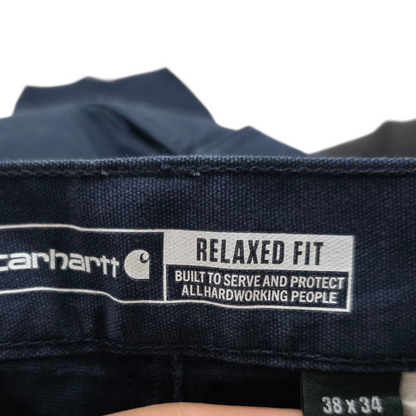 carhartt
RELAXED FIT
BUILT TO SERVE AND PROTECT
ALL HARDWORKING PEOPLE
38 x 34